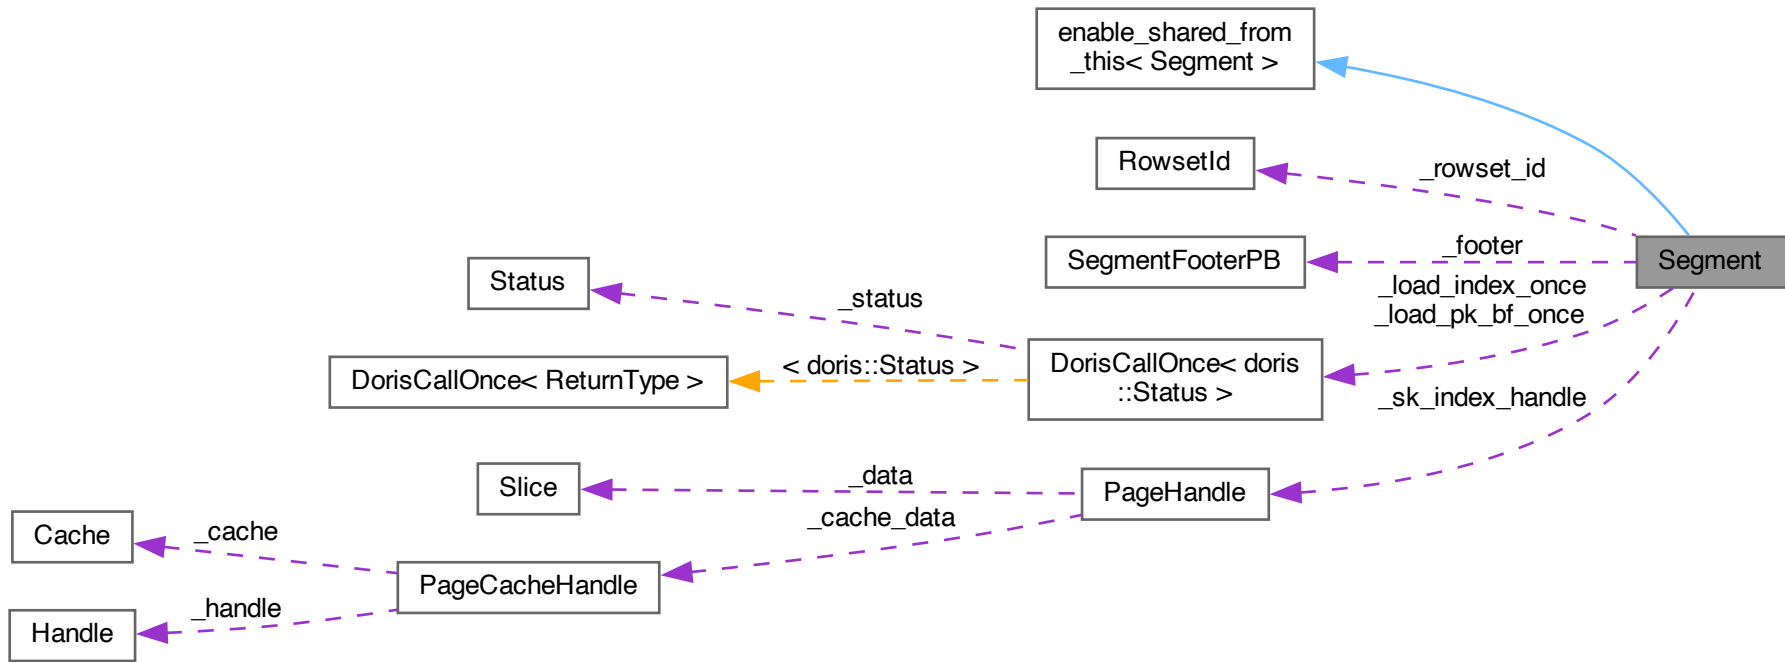 enable_shared_from
_this< Segment >
RowsetId
_rowset_id
SegmentFooterPB
_footer
Segment
_load_index_once
_load_pk_bf_once
Status
_status
DorisCallOnce< ReturnType >
< doris::Status >
DorisCallOnce< doris
::Status >
_sk_index_handle
Slice
_data
PageHandle
_cache_data
Cache
_cache
PageCacheHandle
Handle
_handle